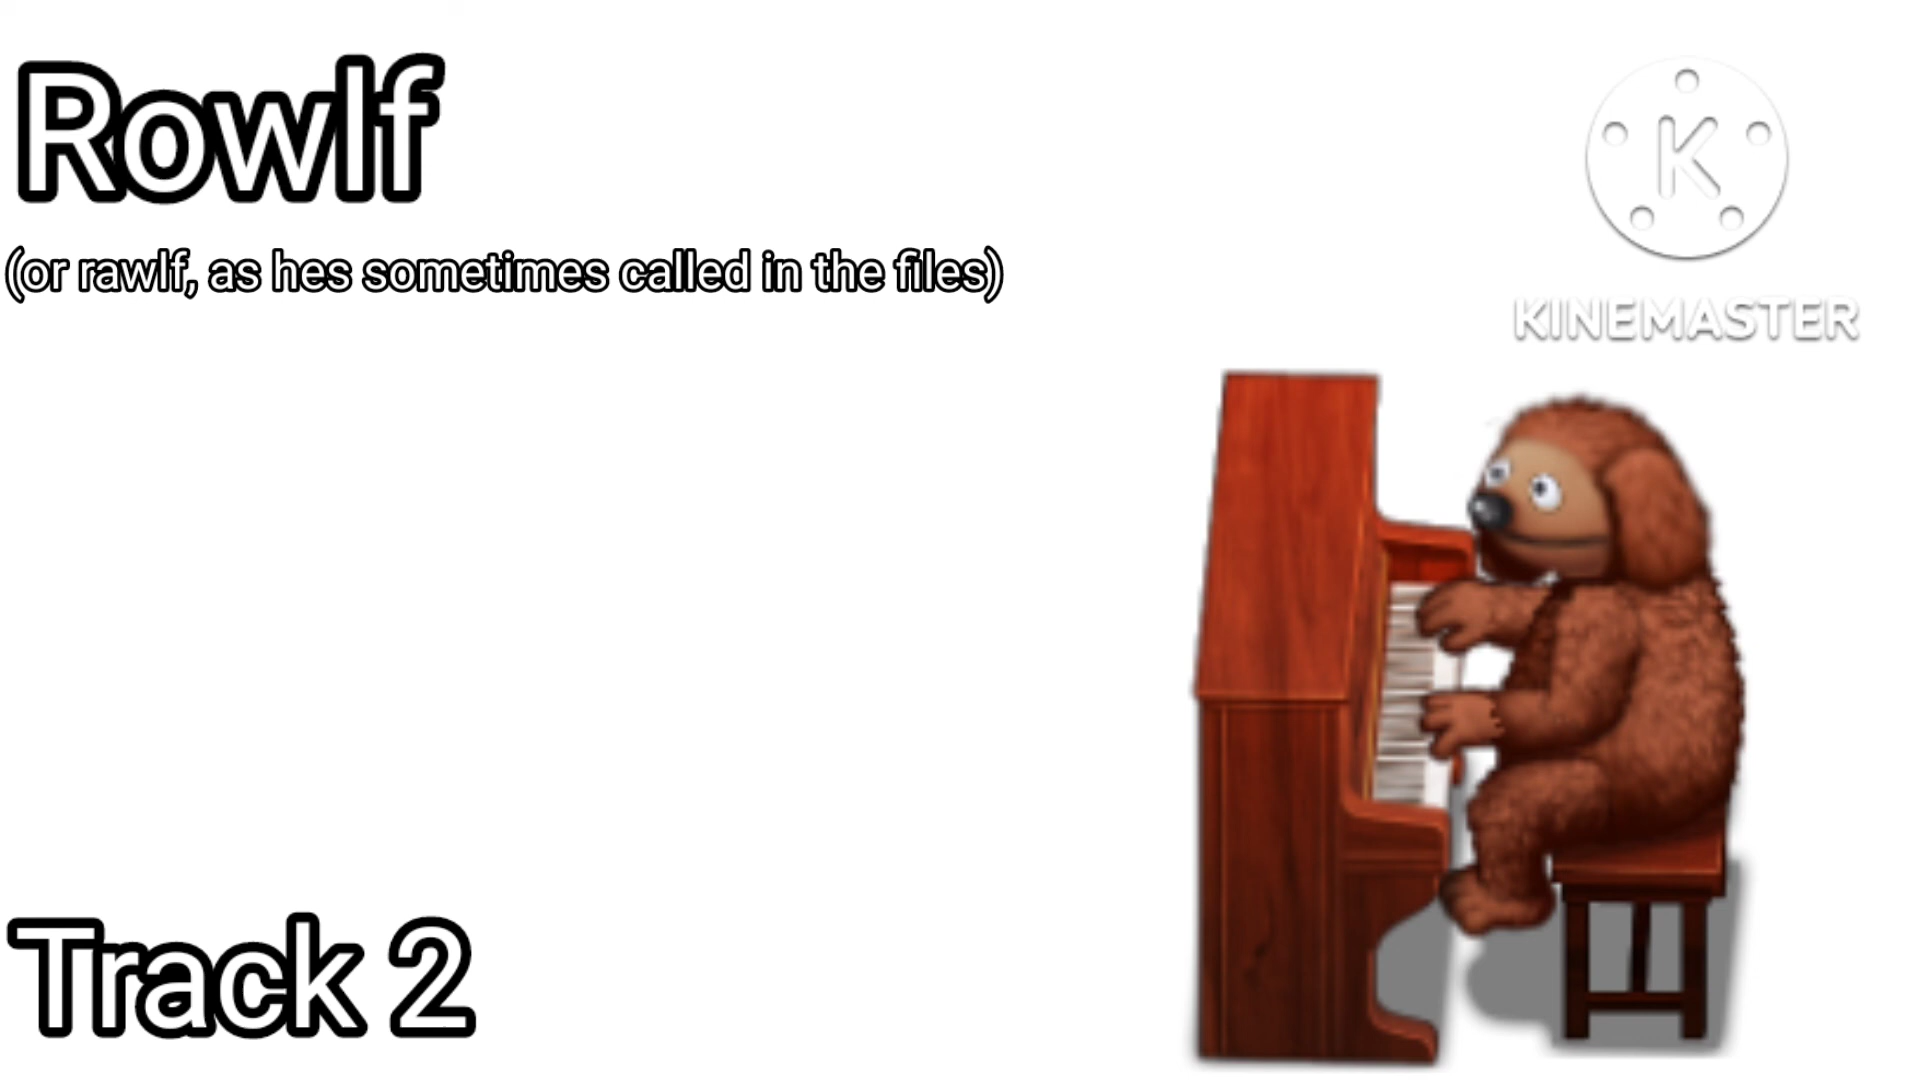 Rowlf
(or rawlf, as hes sometimes called in the files)
K
KINEMASTER
Track 2